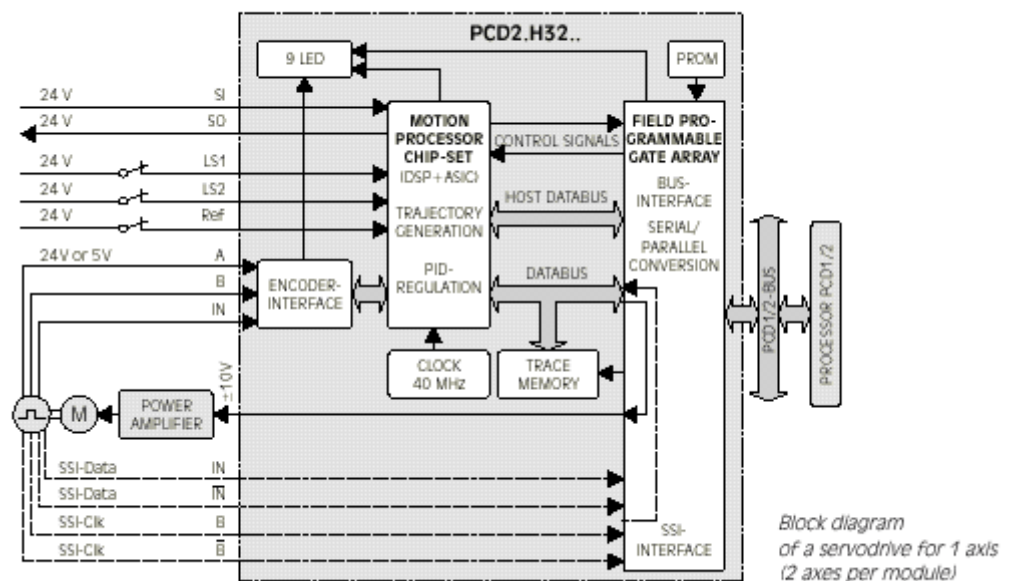 PCD2.H32..
9 LED
PROM
24 V SI
24 V SO
24 V LS1
24 V LS2
24 V Ref
24V or 5V A
B
IN
MOTION
PROCESSOR
CHIP-SET
(DSP+ASIC)
TRAJECTORY
GENERATION
PID-
REGULATION
CONTROL SIGNALS
HOST DATABUS
DATABUS
FIELD PRO-
GRAMMABLE
GATE ARRAY
BUS-
INTERFACE
SERIAL/
PARALLEL
CONVERSION
ENCODER-
INTERFACE
CLOCK
40 MHz
TRACE
MEMORY
PCD1/2-BUS
PROCESSOR PCD1/2
±10V
M
POWER
AMPLIFIER
SSI-Data IN
SSI-Data IN
SSI-Clk B
SSI-Clk B
SSI-
INTERFACE
Block diagram
of a servodrive for 1 axis
(2 axes per module)